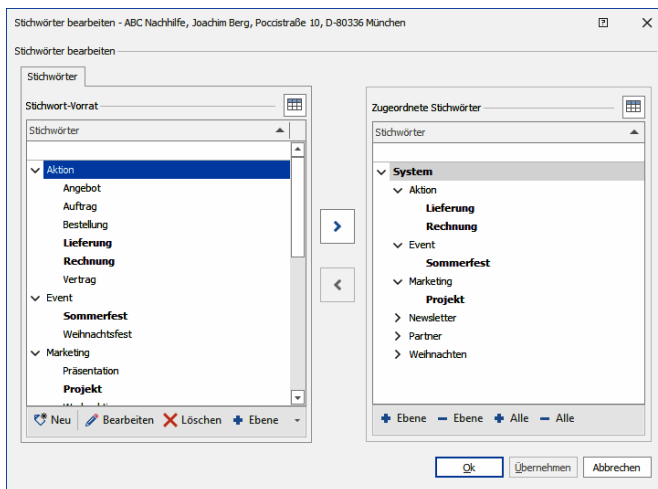 Stichwörter bearbeiten - ABC Nachhilfe, Joachim Berg, Poccistraße 10, D-80336 München
Stichwörter bearbeiten
Stichwörter
Stichwort-Vorrat
Stichwörter
Aktion
Angebot
Auftrag
Bestellung
Lieferung
Rechnung
Vertrag
Event
Sommerfest
Weihnachtsfest
Marketing
Präsentation
Projekt
Neu Bearbeiten Löschen Ebene
Zugeordnete Stichwörter
Stichwörter
System
Aktion
Lieferung
Rechnung
Event
Sommerfest
Marketing
Projekt
Newsletter
Partner
Weihnachten
Ebene Ebene Alle Alle
Ok Übernehmen Abbrechen